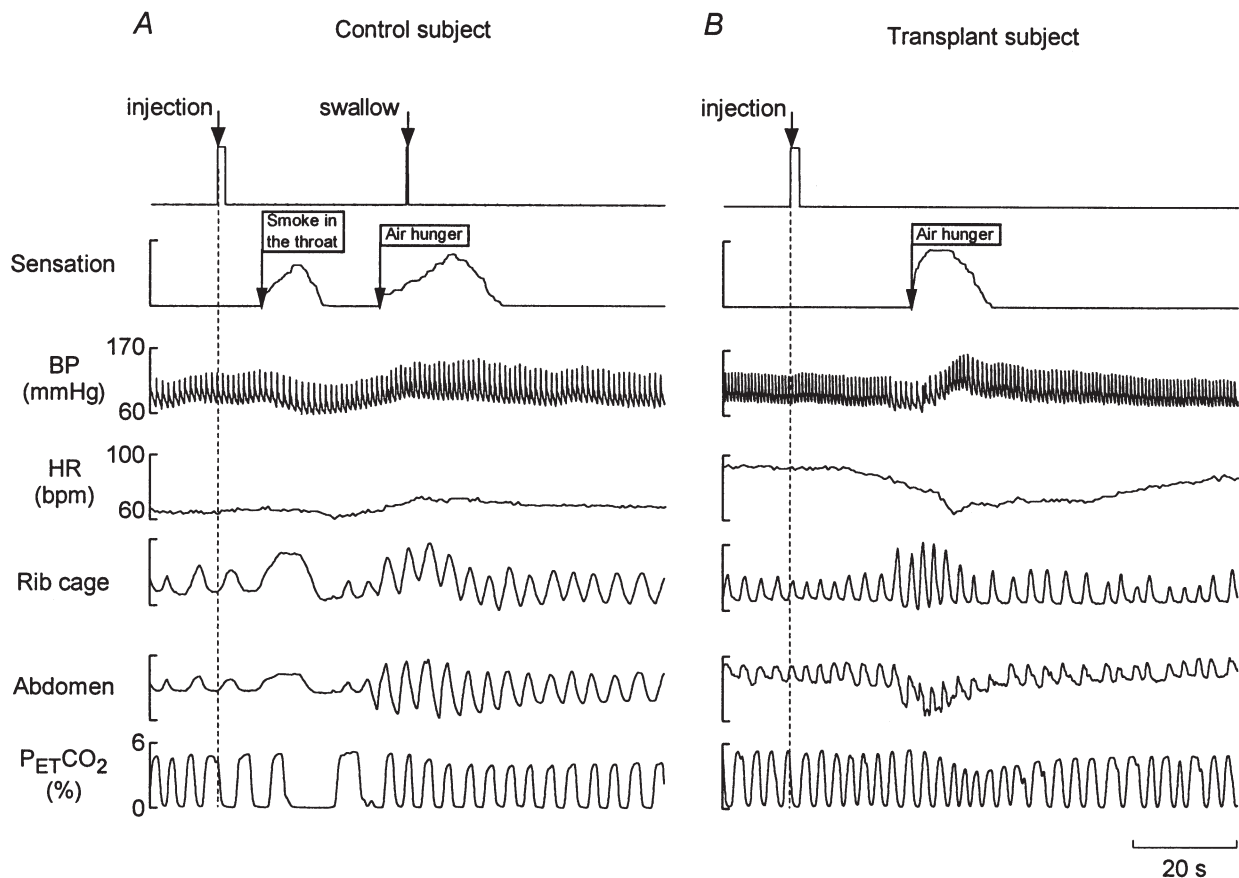 A
Control subject
B
Transplant subject
injection
swallow
injection
Smoke in
the throat
Air hunger
Air hunger
Sensation
170
BP
(mmHg)
60
100
HR
(bpm)
60
Rib cage
Abdomen
6
PETCO2
(%)
0
20 s